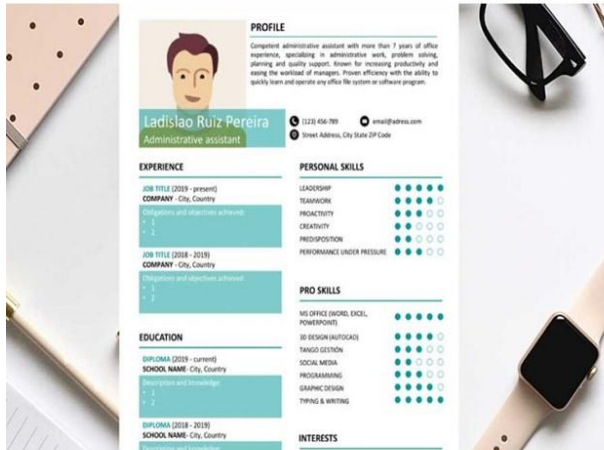 PROFILE
Competent administrative assistant with more than 7 years of office
experience, specializing in administrative work, problem solving,
planning and quality support. Known for increasing productivity and
easing the workload of managers. Proven efficiency with the ability to
quickly learn and operate any office file system or software program.
Ladislao Ruiz Pereira
Administrative assistant
(123) 456-789
email@adress.com
Street Address, City State ZIP Code
EXPERIENCE
JOB TITLE (2019 - present)
COMPANY - City, Country
Obligations and objectives achieved:
• 1
• 2
JOB TITLE (2018 - 2019)
COMPANY - City, Country
Obligations and objectives achieved:
• 1
• 2
EDUCATION
DIPLOMA (2019 - current)
SCHOOL NAME- City, Country
Description and knowledge:
• 1
• 2
DIPLOMA (2018 - 2019)
SCHOOL NAME- City, Country
Description and knowledge:
PERSONAL SKILLS
LEADERSHIP
TEAMWORK
PROACTIVITY
CREATIVITY
PREDISPOSITION
PERFORMANCE UNDER PRESSURE
PRO SKILLS
MS OFFICE (WORD, EXCEL,
POWERPOINT)
3D DESIGN (AUTOCAD)
TANGO GESTIÓN
SOCIAL MEDIA
PROGRAMMING
GRAPHIC DESIGN
TYPING & WRITING
INTERESTS